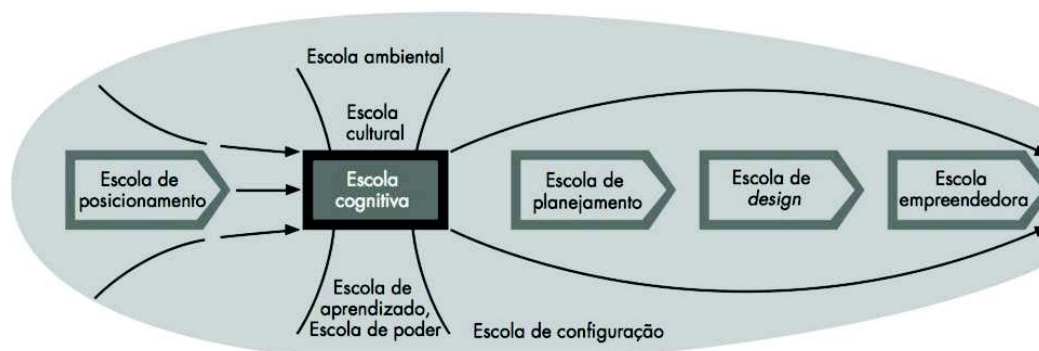 Escola ambiental
Escola
cultural
Escola de
posicionamento
Escola
cognitiva
Escola de
planejamento
Escola de
design
Escola
empreendedora
Escola de
aprendizado,
Escola de poder
Escola de configuração